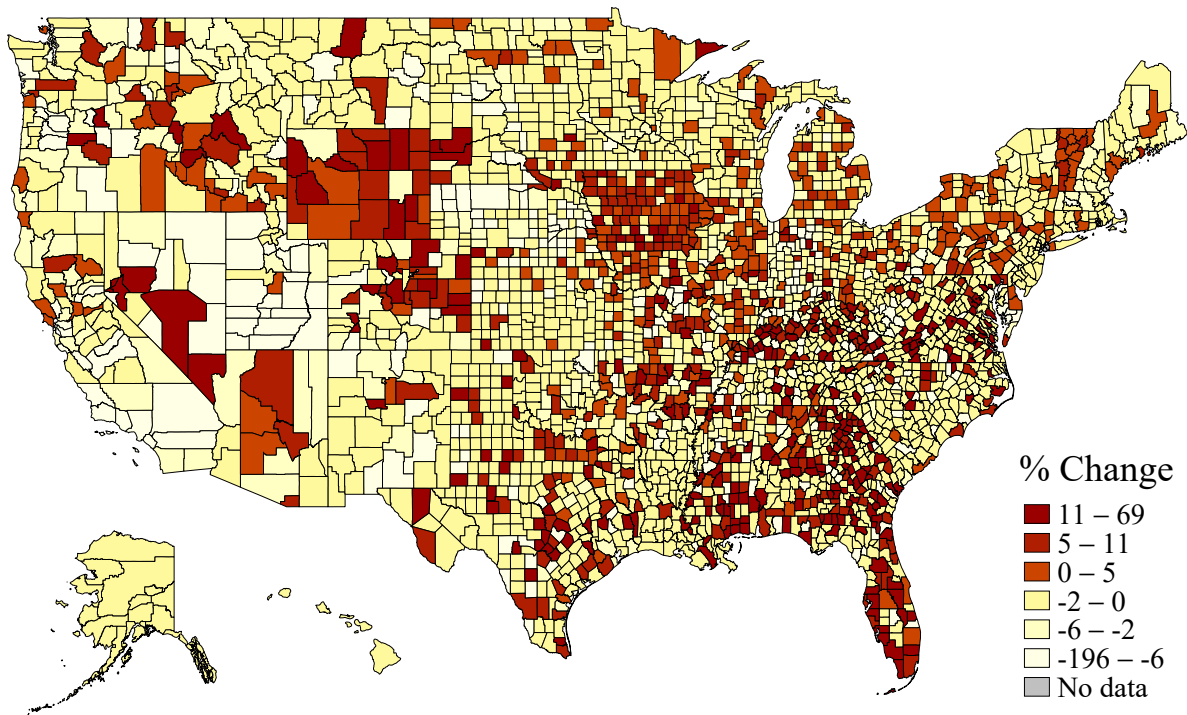 % Change
11 – 69
5 – 11
0 – 5
-2 – 0
-6 – -2
-196 – -6
No data